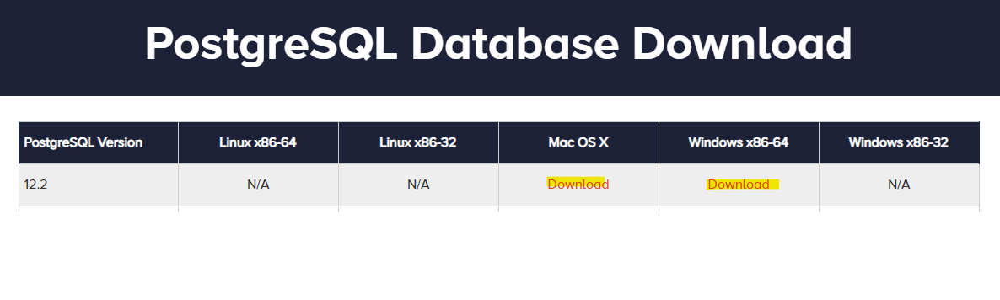 PostgreSQL Database Download
PostgreSQL Version Linux x86-64 Linux x86-32 Mac OS X Windows x86-64 Windows x86-32
12.2 N/A N/A Download Download N/A